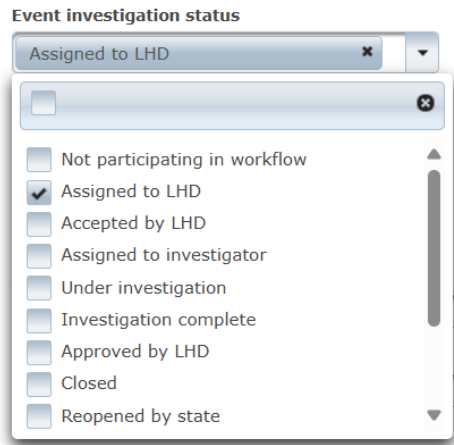 Event investigation status
Assigned to LHD
Not participating in workflow
Assigned to LHD
Accepted by LHD
Assigned to investigator
Under investigation
Investigation complete
Approved by LHD
Closed
Reopened by state